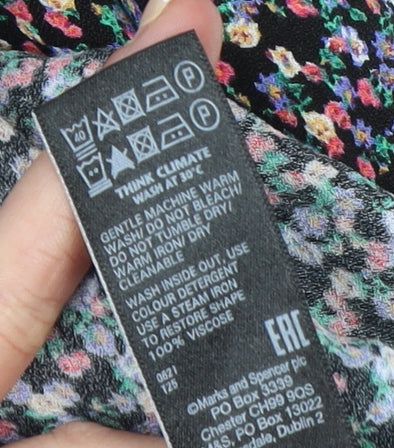 40 P
P
THINK CLIMATE
WASH AT 30°C
GENTLE MACHINE WARM
WASH/ DO NOT BLEACH/
DO NOT TUMBLE DRY/
WARM IRON/ DRY
CLEANABLE
WASH INSIDE OUT, USE
COLOUR DETERGENT
USE A STEAM IRON
TO RESTORE SHAPE
100% VISCOSE
0621
T25
EAC
©Marks and Spencer plc
PO Box 3339
Chester CH99 9QS
PO Box 13022
Dublin 2